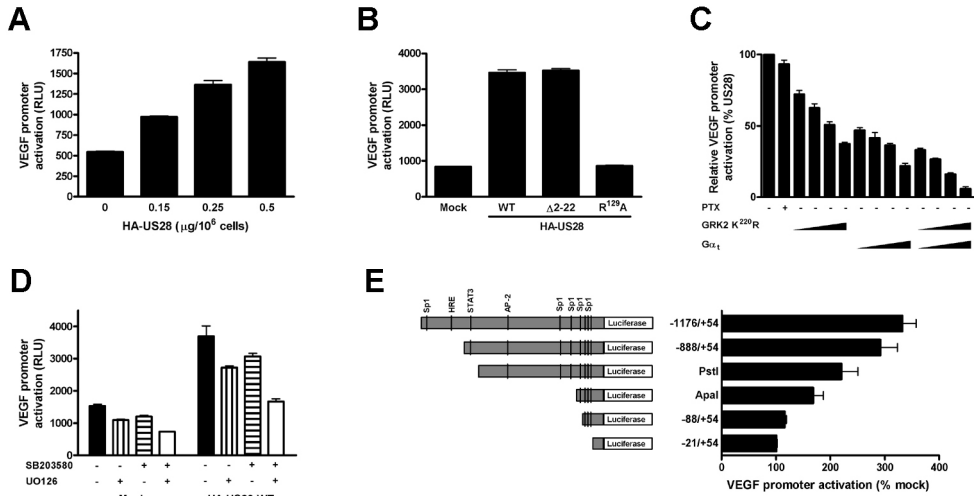 A
VEGF promoter activation (RLU)
1750
1500
1250
1000
750
500
250
0
0 0.15 0.25 0.5
HA-US28 (μg/10⁶ cells)
B
VEGF promoter activation (RLU)
4000
3000
2000
1000
0
Mock WT Δ2-22 R¹²⁹A
HA-US28
C
Relative VEGF promoter activation (% US28)
100
50
0
PTX - + - - - - - - - - - - - -
GRK2 K²²⁰R - -  - - - -
Gαt - - - - - -
D
VEGF promoter activation (RLU)
4000
3000
2000
1000
0
SB203580 - - + + - - + +
UO126 - + - + - + - +
E
Sp1 HRE STAT3 AP-2 Sp1 Sp1 Sp1 Sp1
Luciferase
Luciferase
Luciferase
Luciferase
Luciferase
Luciferase
-1176/+54
-888/+54
PstI
ApaI
-88/+54
-21/+54
0 100 200 300 400
VEGF promoter activation (% mock)